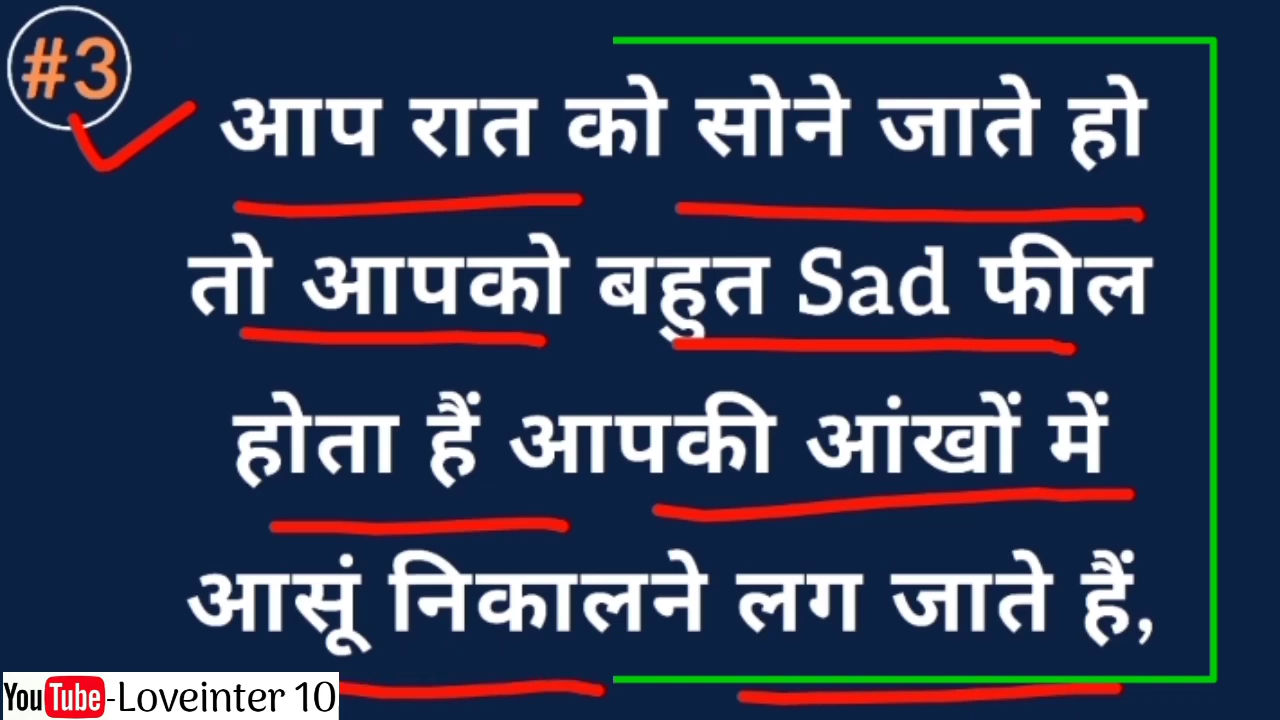 #3
आप रात को सोने जाते हो
तो आपको बहुत Sad फील
होता हैं आपकी आंखों में
आसूं निकालने लग जाते हैं,
YouTube-Loveinter 10